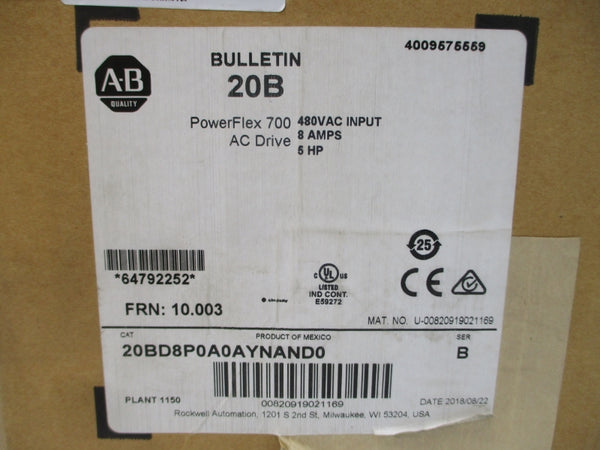 4009575559
A-B
QUALITY
BULLETIN
20B
PowerFlex 700
AC Drive
480VAC INPUT
8 AMPS
5 HP
25
*64792252*
FRN: 10.003
C UL US
LISTED
IND CONT.
E59272
CE
MAT. NO. U-00820919021169
CAT
PRODUCT OF MEXICO
SER
20BD8P0A0AYNAND0
B
PLANT 1150
00820919021169
DATE 2018/08/22
Rockwell Automation, 1201 S 2nd St, Milwaukee, WI 53204, USA